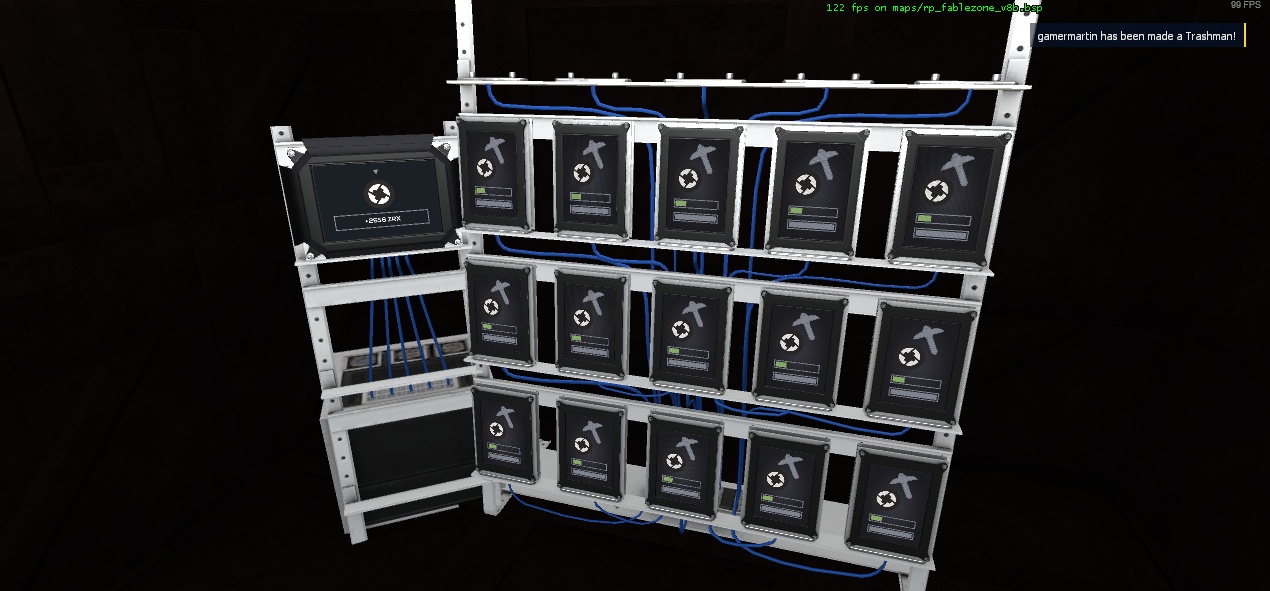 122 fps on maps/rp_fablezone_v8b.bsp
99 FPS
gamermartin has been made a Trashman!
+2556 ZRX